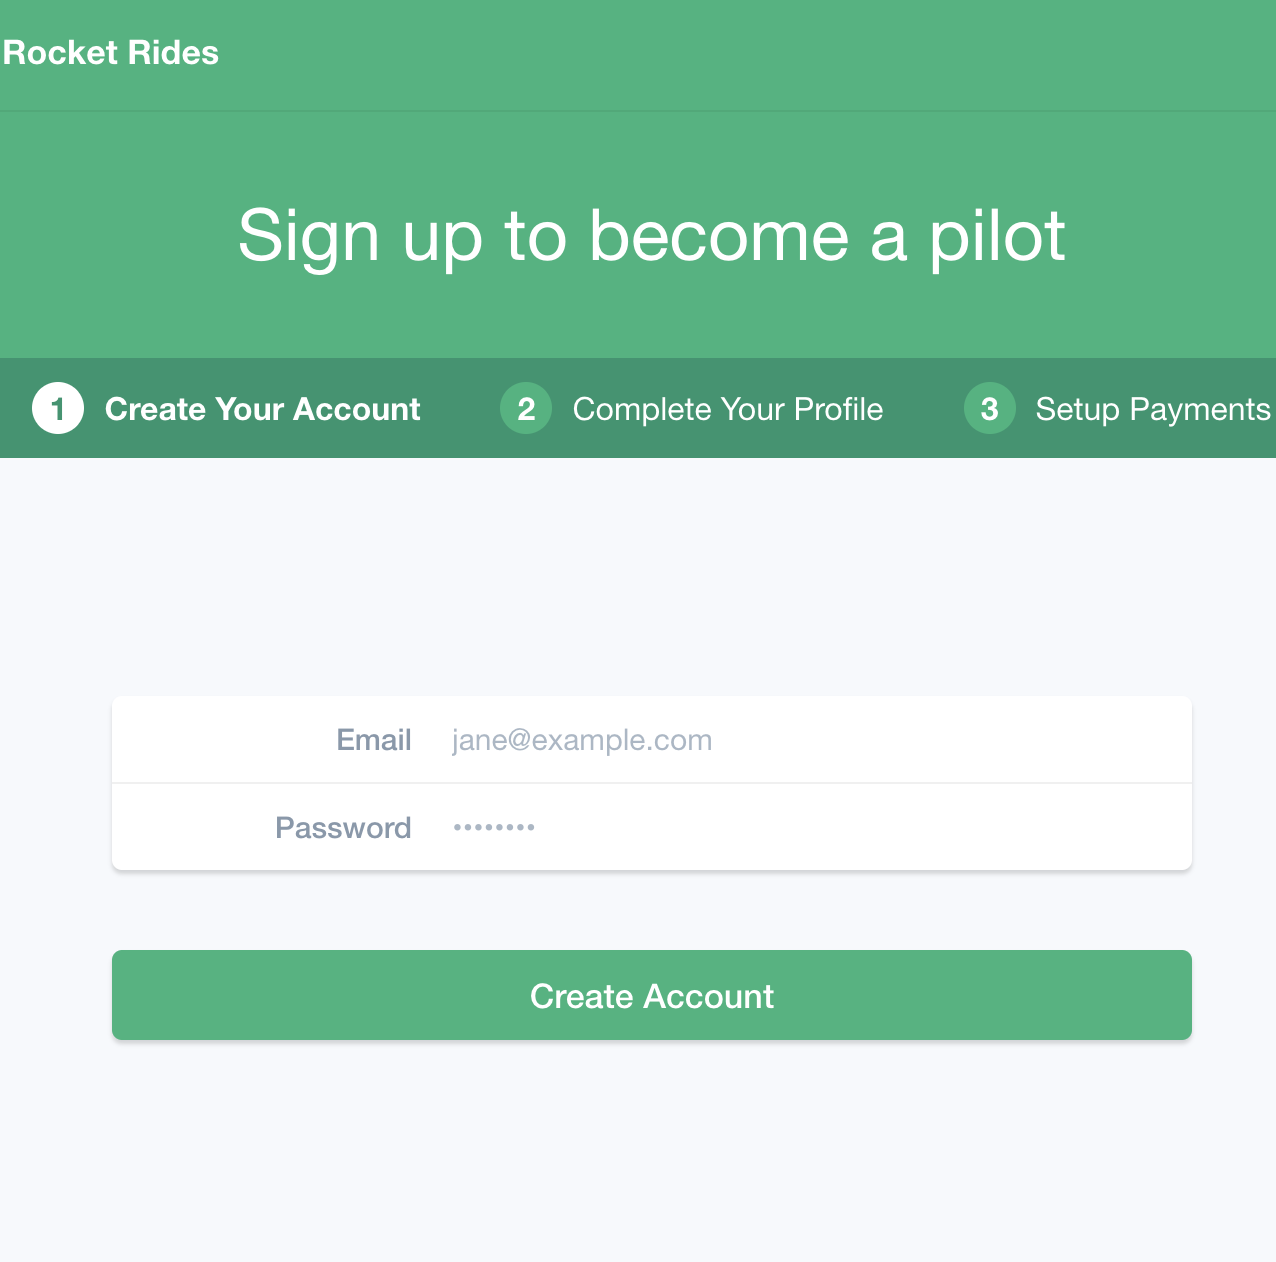 Rocket Rides
Sign up to become a pilot
1 Create Your Account 2 Complete Your Profile 3 Setup Payments
Email jane@example.com
Password ••••••••
Create Account